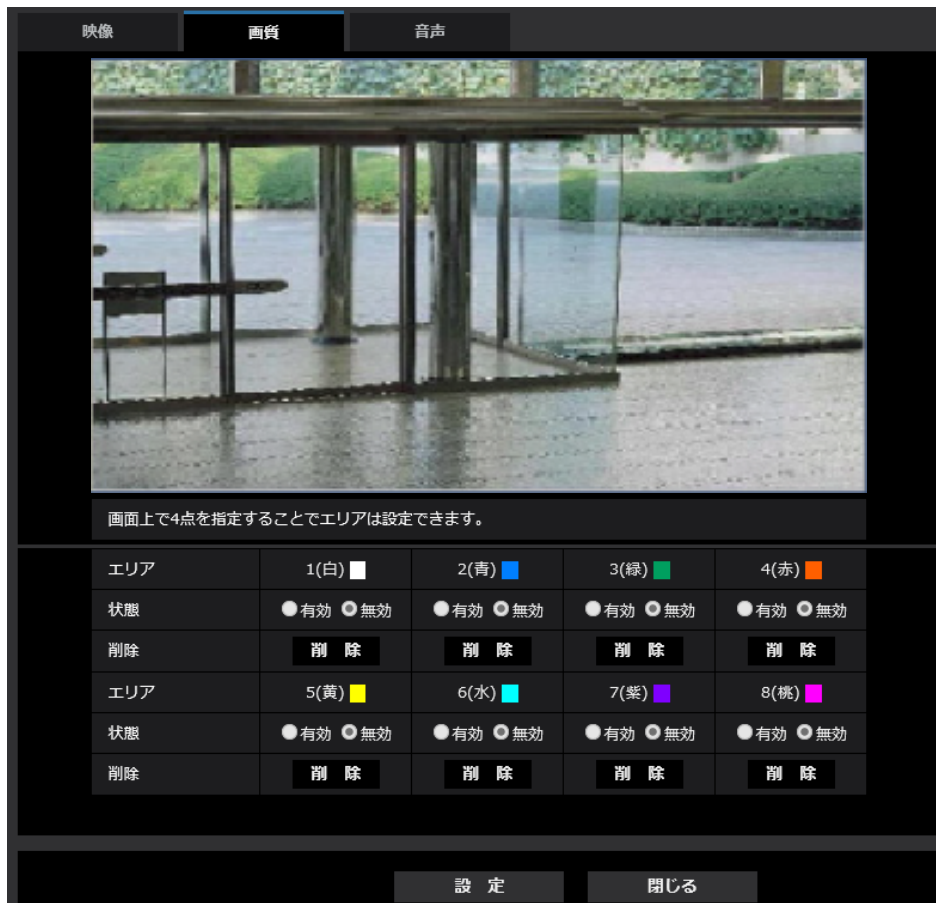 映像 画質 音声
画面上で4点を指定することでエリアは設定できます。
エリア 1(白) 2(青) 3(緑) 4(赤)
状態 有効 無効 有効 無効 有効 無効 有効 無効
削除 削 除 削 除 削 除 削 除
エリア 5(黄) 6(水) 7(紫) 8(桃)
状態 有効 無効 有効 無効 有効 無効 有効 無効
削除 削 除 削 除 削 除 削 除
設 定 閉じる